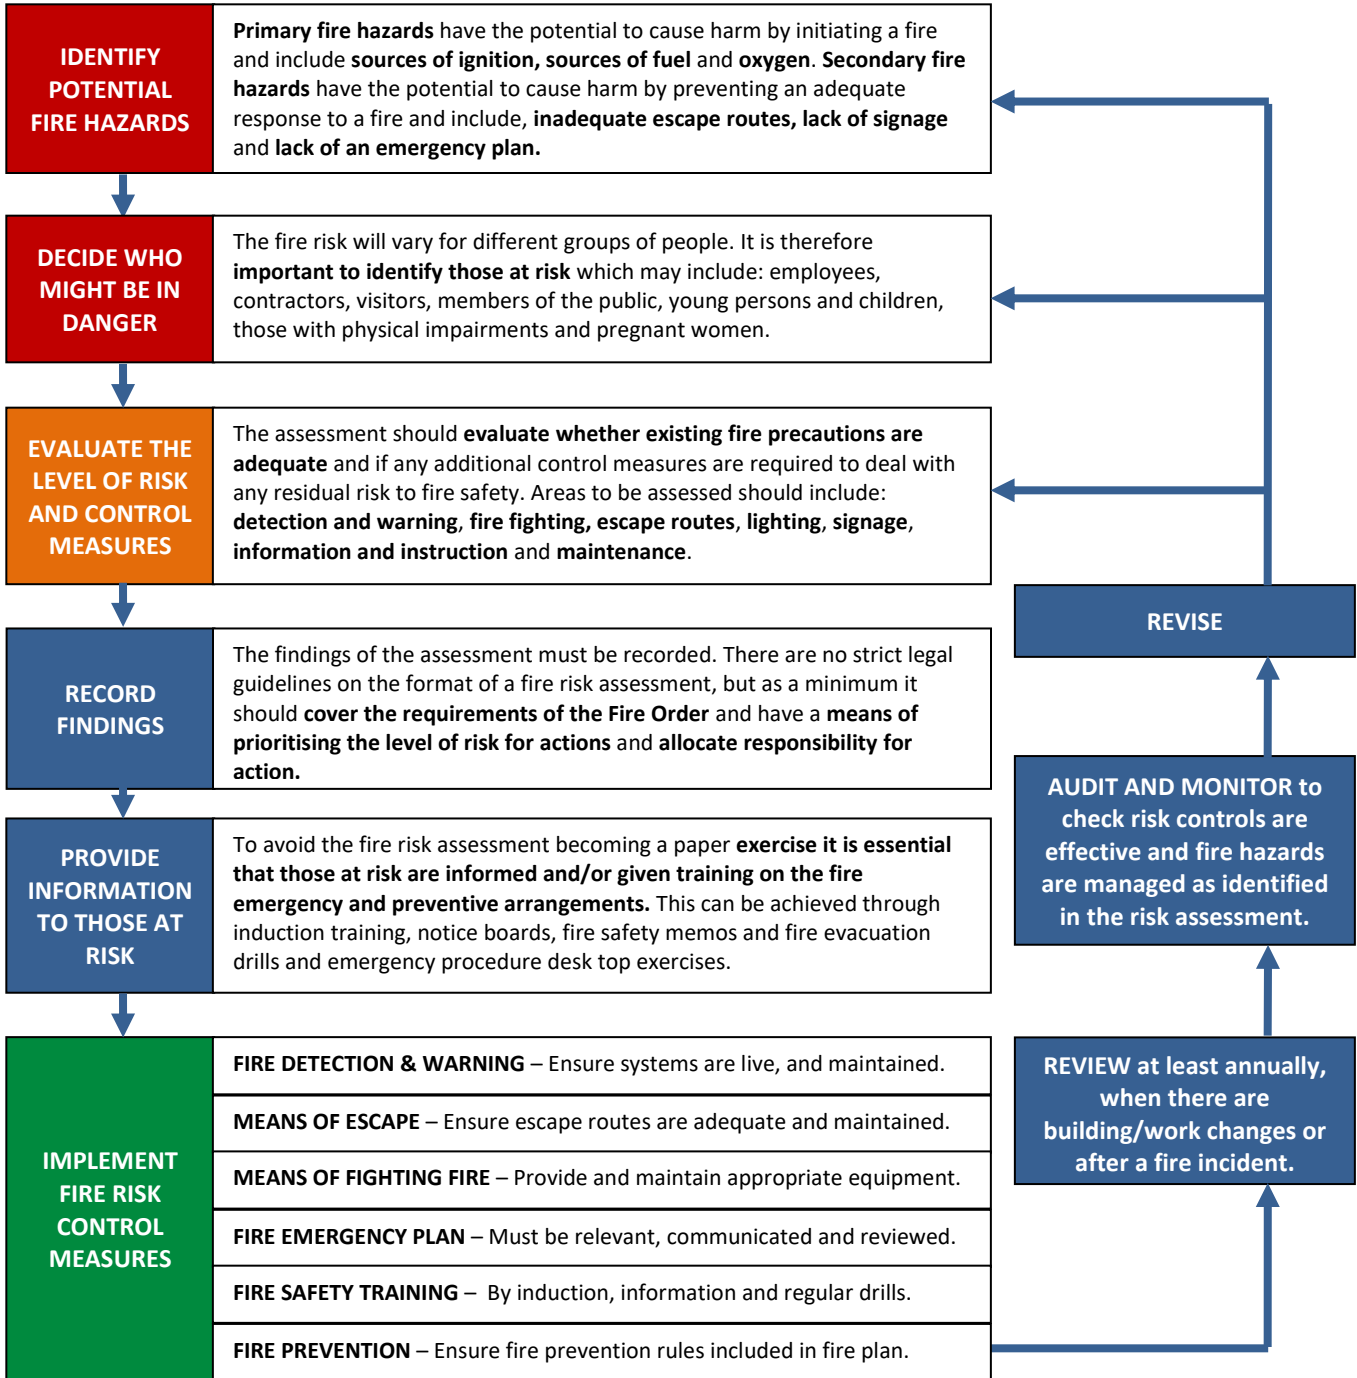 IDENTIFY
POTENTIAL
FIRE HAZARDS
Primary fire hazards have the potential to cause harm by initiating a fire
and include sources of ignition, sources of fuel and oxygen. Secondary fire
hazards have the potential to cause harm by preventing an adequate
response to a fire and include, inadequate escape routes, lack of signage
and lack of an emergency plan.
DECIDE WHO
MIGHT BE IN
DANGER
The fire risk will vary for different groups of people. It is therefore
important to identify those at risk which may include: employees,
contractors, visitors, members of the public, young persons and children,
those with physical impairments and pregnant women.
EVALUATE THE
LEVEL OF RISK
AND CONTROL
MEASURES
The assessment should evaluate whether existing fire precautions are
adequate and if any additional control measures are required to deal with
any residual risk to fire safety. Areas to be assessed should include:
detection and warning, fire fighting, escape routes, lighting, signage,
information and instruction and maintenance.
RECORD
FINDINGS
The findings of the assessment must be recorded. There are no strict legal
guidelines on the format of a fire risk assessment, but as a minimum it
should cover the requirements of the Fire Order and have a means of
prioritising the level of risk for actions and allocate responsibility for
action.
PROVIDE
INFORMATION
TO THOSE AT
RISK
To avoid the fire risk assessment becoming a paper exercise it is essential
that those at risk are informed and/or given training on the fire
emergency and preventive arrangements. This can be achieved through
induction training, notice boards, fire safety memos and fire evacuation
drills and emergency procedure desk top exercises.
IMPLEMENT
FIRE RISK
CONTROL
MEASURES
FIRE DETECTION & WARNING – Ensure systems are live, and maintained.
MEANS OF ESCAPE – Ensure escape routes are adequate and maintained.
MEANS OF FIGHTING FIRE – Provide and maintain appropriate equipment.
FIRE EMERGENCY PLAN – Must be relevant, communicated and reviewed.
FIRE SAFETY TRAINING – By induction, information and regular drills.
FIRE PREVENTION – Ensure fire prevention rules included in fire plan.
REVIEW at least annually,
when there are
building/work changes or
after a fire incident.
AUDIT AND MONITOR to
check risk controls are
effective and fire hazards
are managed as identified
in the risk assessment.
REVISE